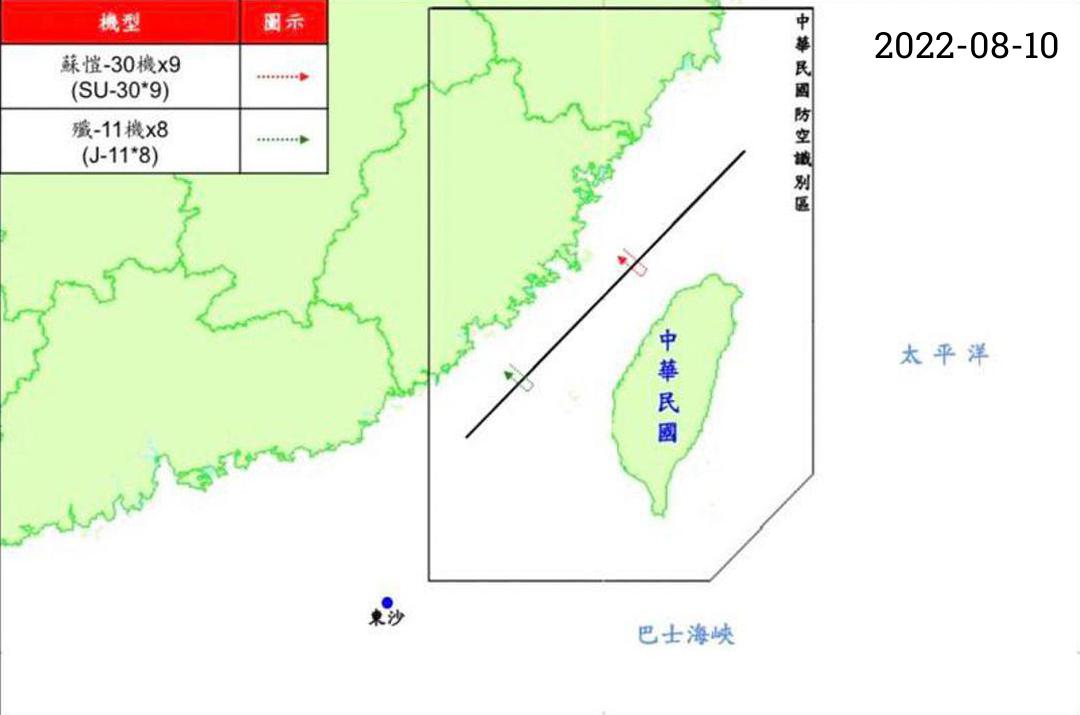 機型 圖示
蘇愷-30機x9
(SU-30*9)
殲-11機x8
(J-11*8)
2022-08-10
中華民國防空識別區
中華民國
太平洋
東沙
巴士海峽